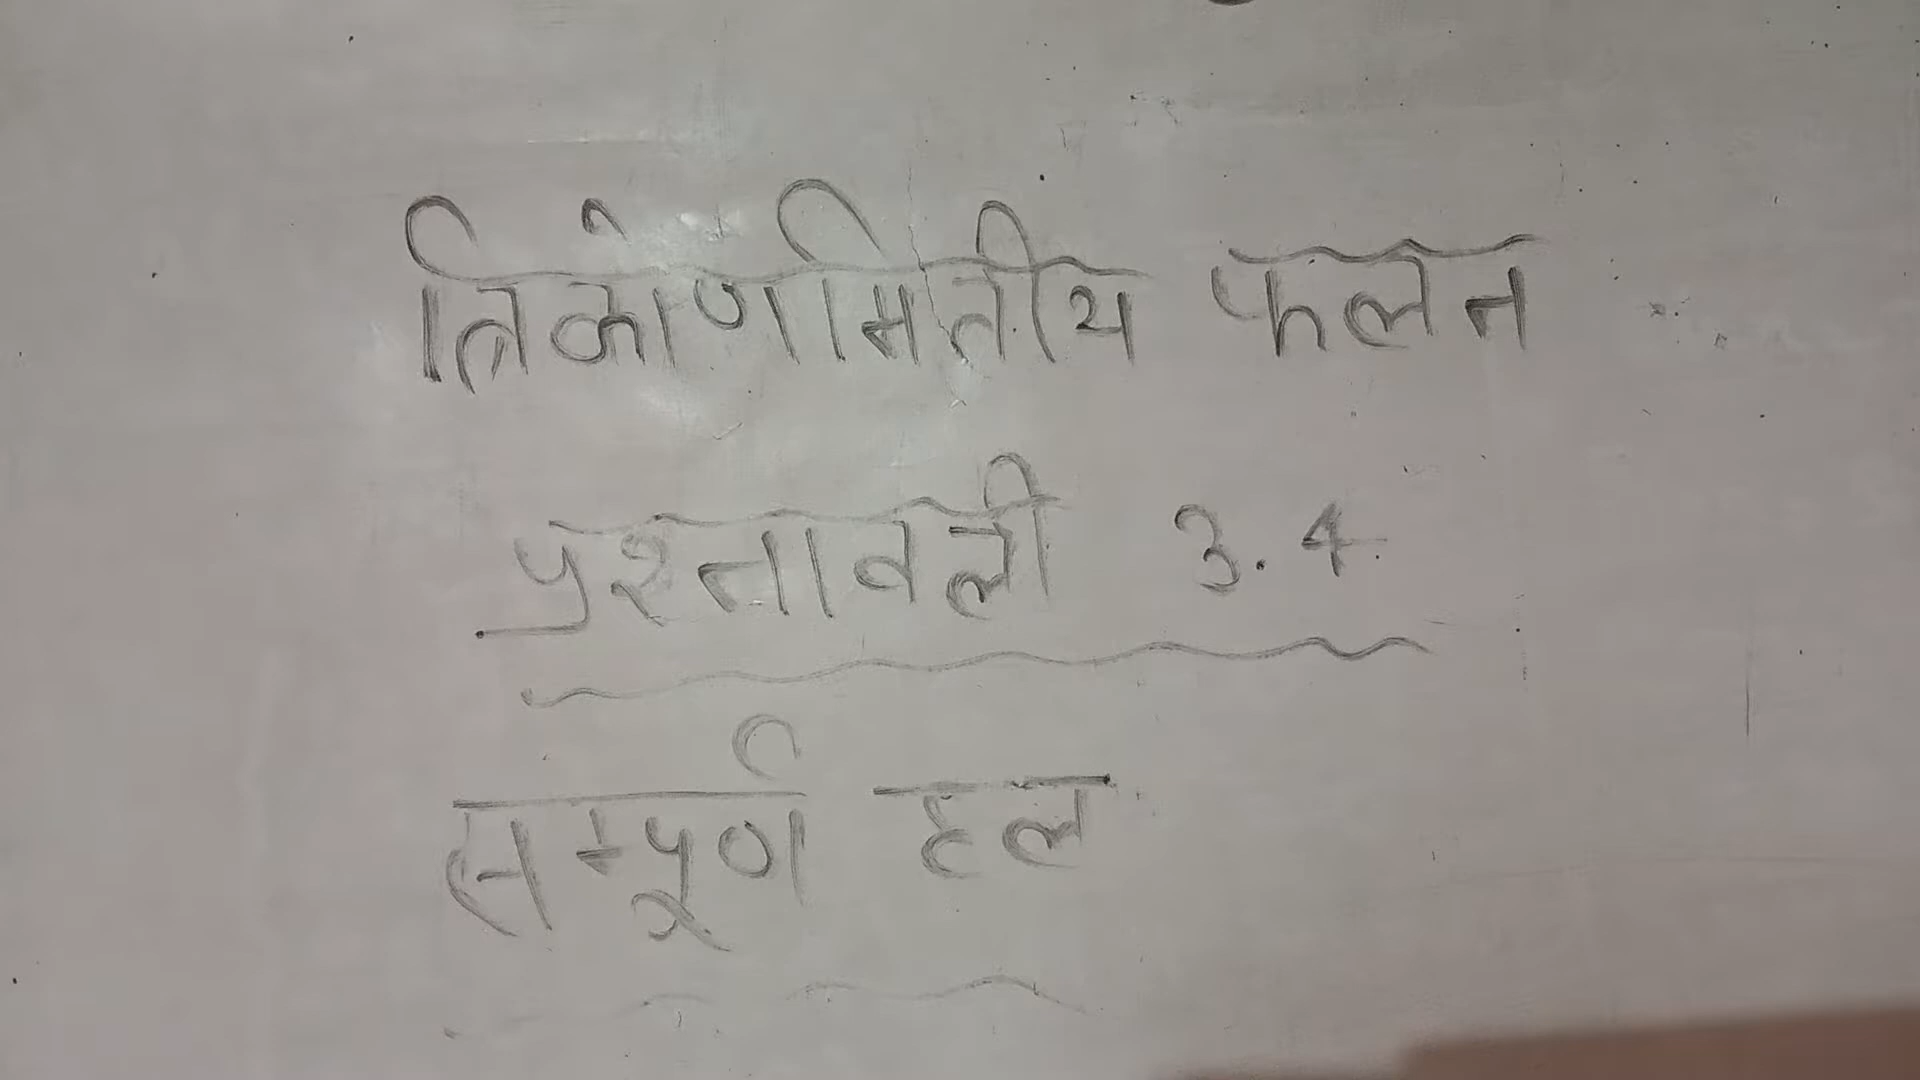 त्रिकोणमितीय फलन
प्रश्नावली 3.4
सम्पूर्ण हल